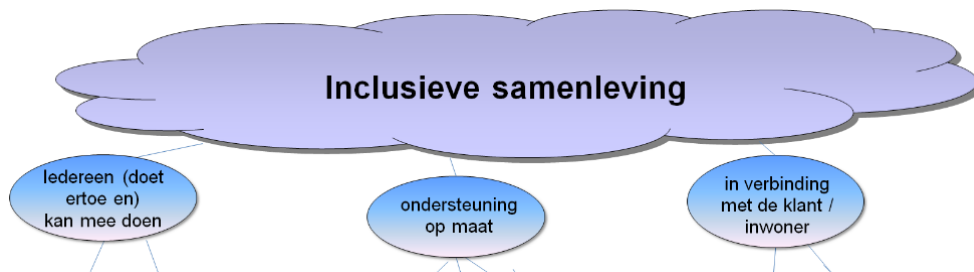 Inclusieve samenleving
Iedereen (doet
ertoe en)
kan mee doen
ondersteuning
op maat
in verbinding
met de klant /
inwoner